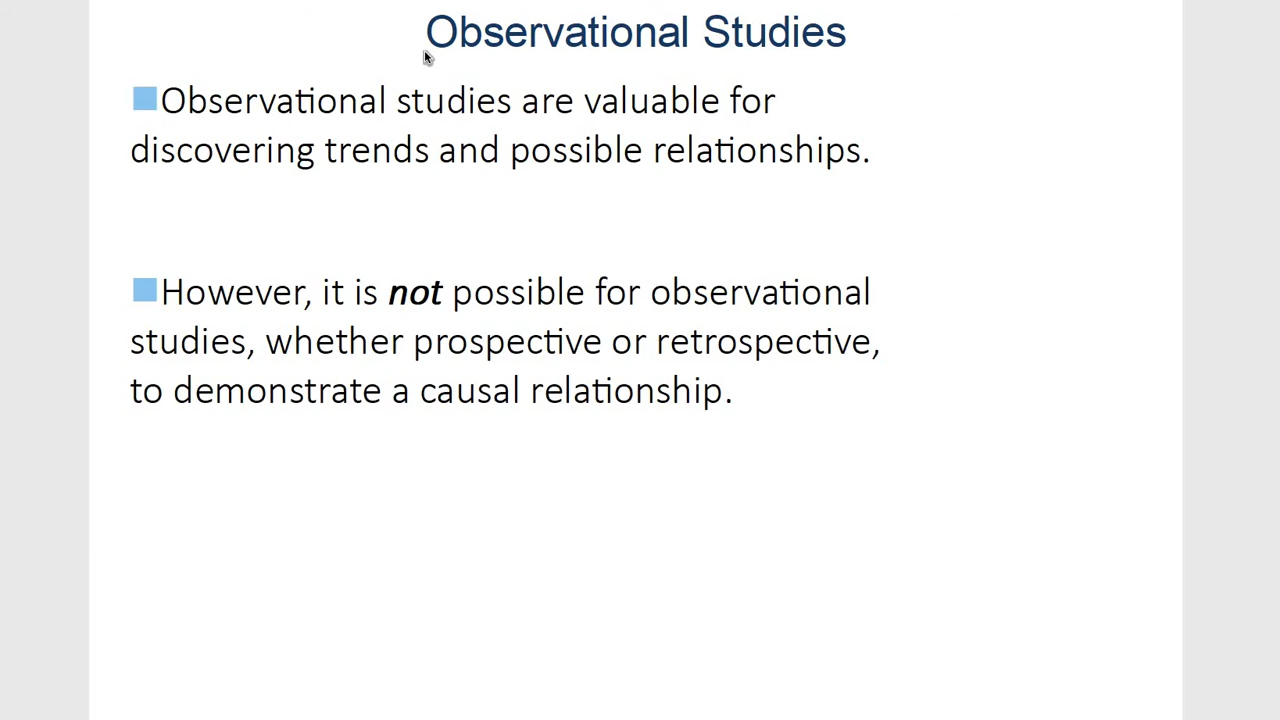 Observational Studies
Observational studies are valuable for
discovering trends and possible relationships.
However, it is not possible for observational
studies, whether prospective or retrospective,
to demonstrate a causal relationship.